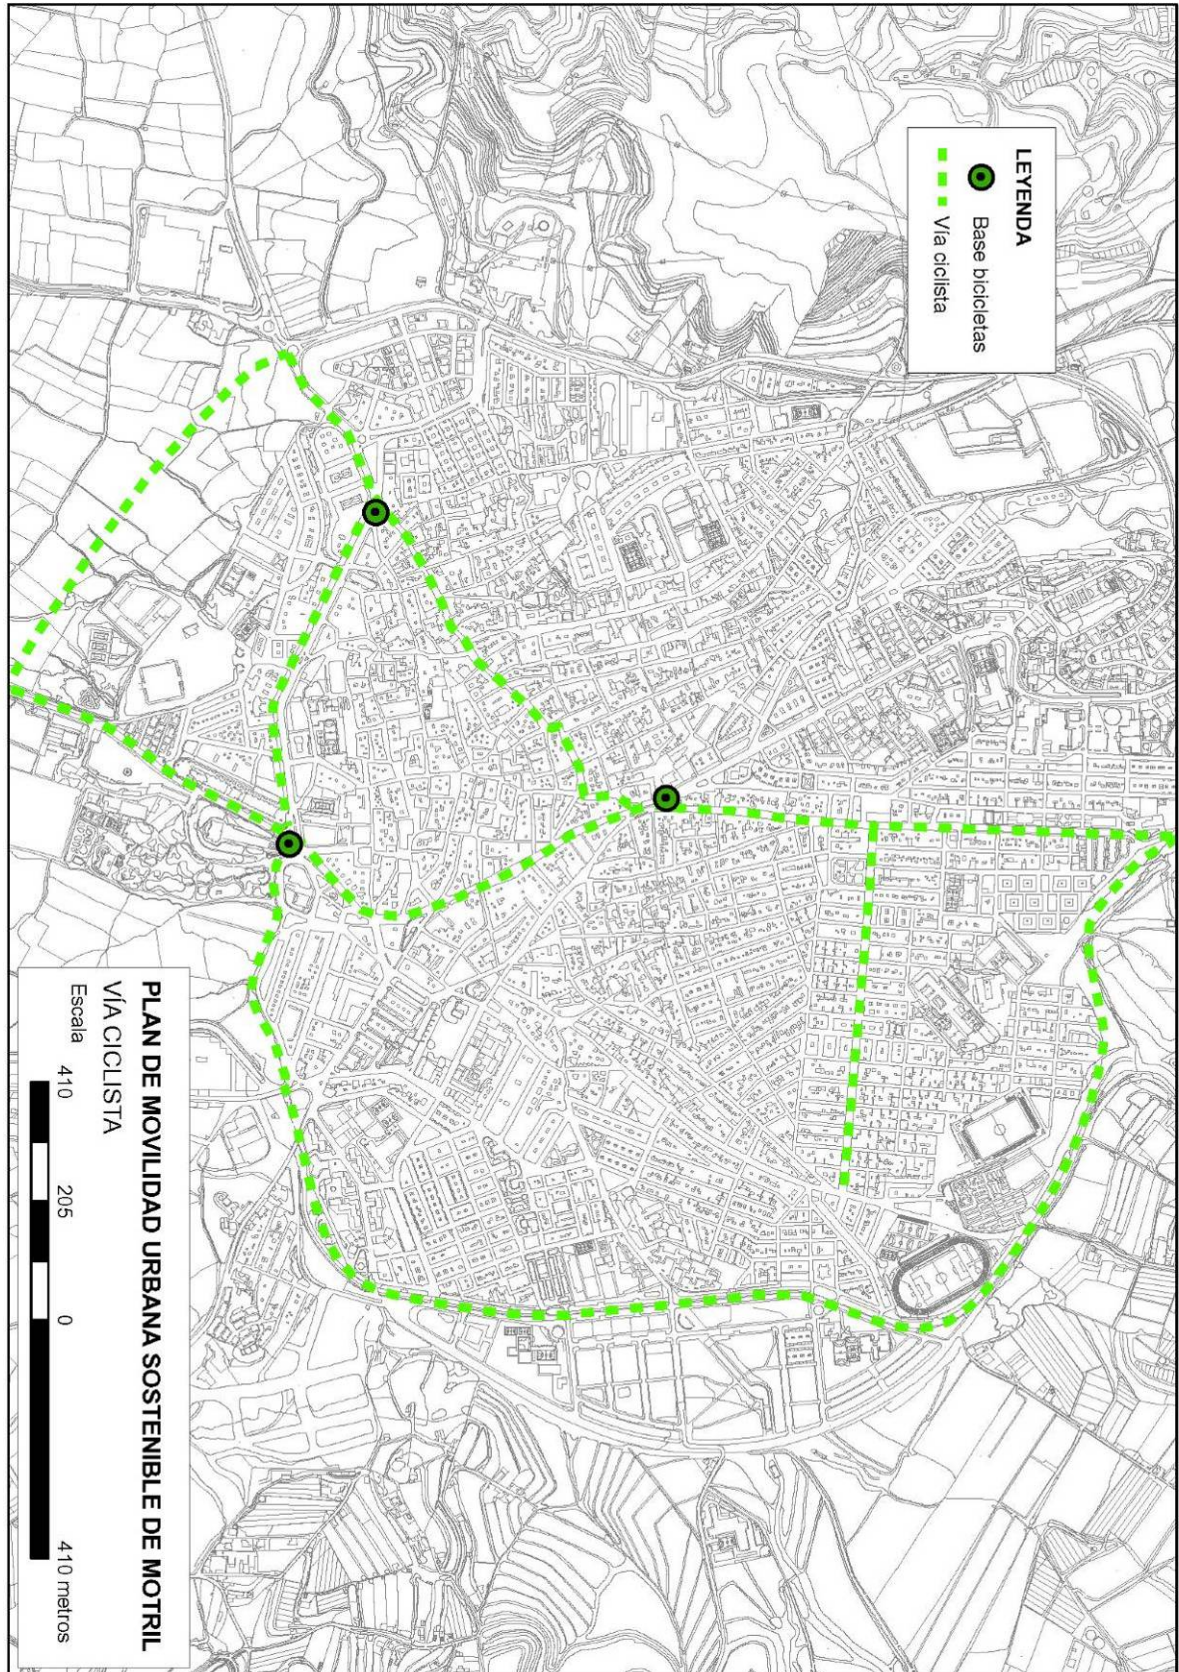 LEYENDA
Base bicicletas
Vía ciclista
PLAN DE MOVILIDAD URBANA SOSTENIBLE DE MOTRIL
VÍA CICLISTA
Escala
410 205 0 410 metros